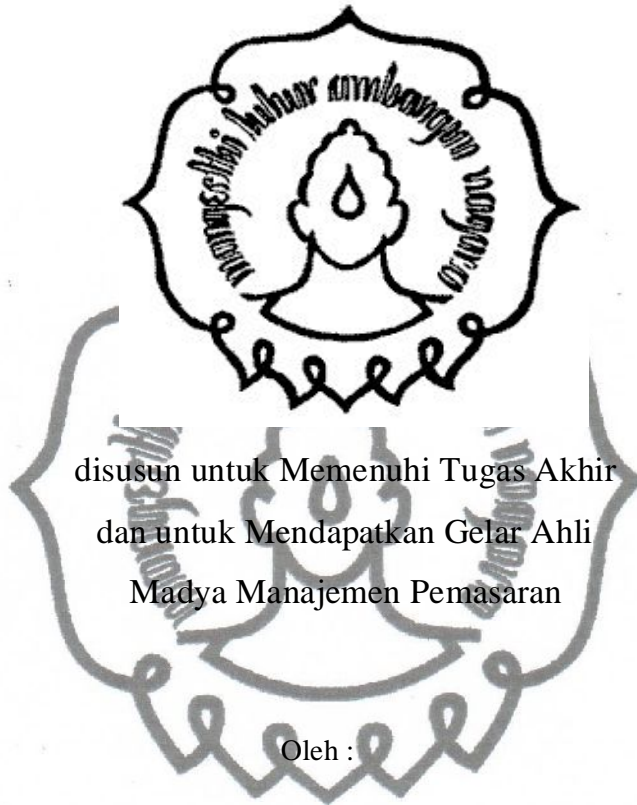 mangesthi luhur ambangun nagara
disusun untuk Memenuhi Tugas Akhir
dan untuk Mendapatkan Gelar Ahli
Madya Manajemen Pemasaran
Oleh :